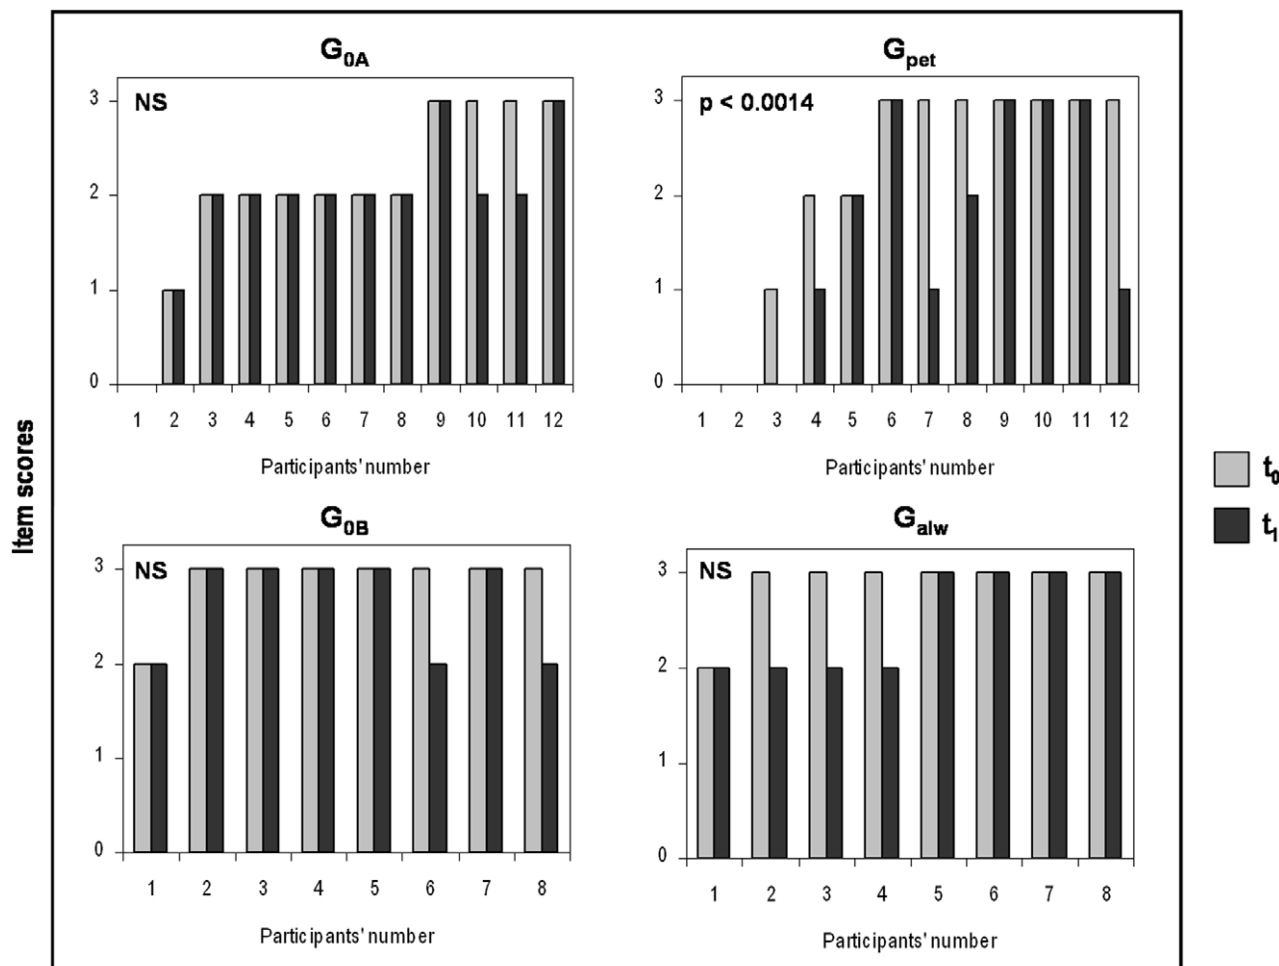 G0A
NS
3
2
1
0
1 2 3 4 5 6 7 8 9 10 11 12
Participants' number
Gpet
p < 0.0014
3
2
1
0
1 2 3 4 5 6 7 8 9 10 11 12
Participants' number
Item scores
G0B
NS
3
2
1
0
1 2 3 4 5 6 7 8
Participants' number
Galw
NS
3
2
1
0
1 2 3 4 5 6 7 8
Participants' number
t0
tI